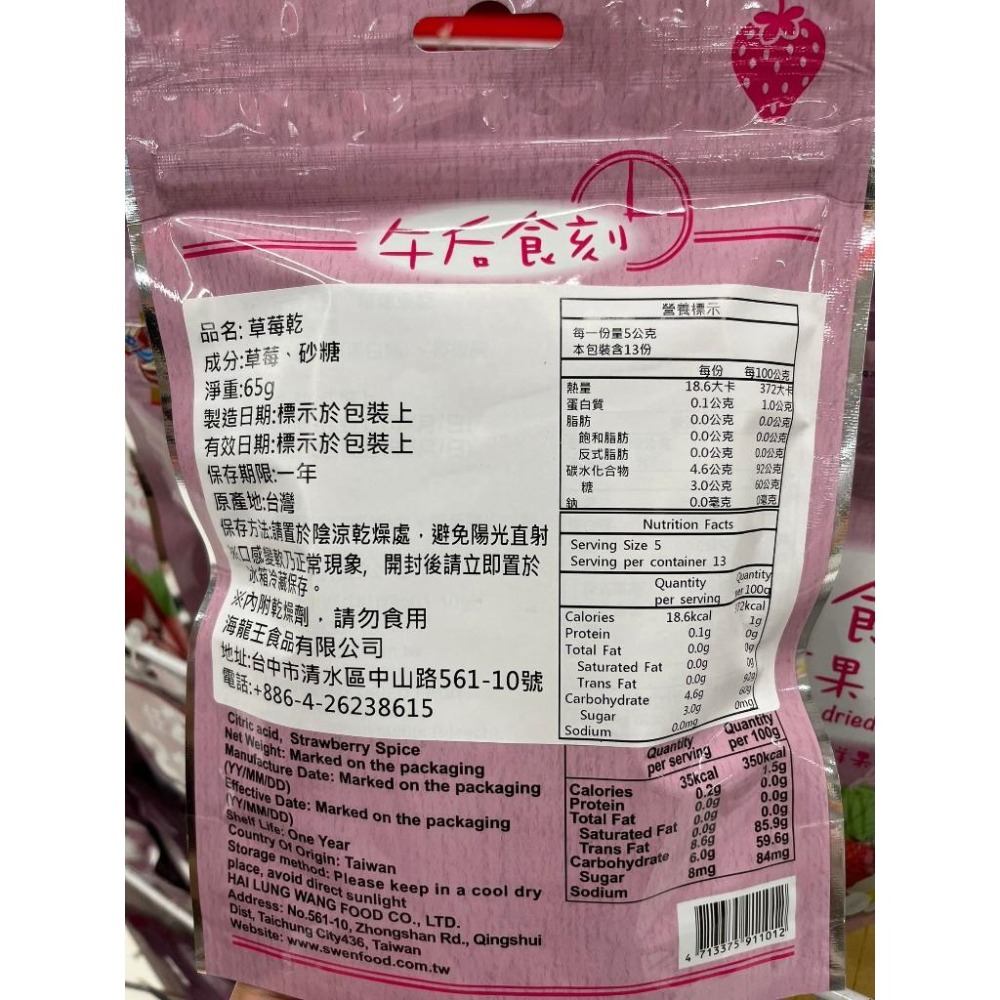 午后食刻
品名: 草莓乾
成分:草莓、砂糖
淨重:65g
製造日期:標示於包裝上
有效日期:標示於包裝上
保存期限:一年
原產地:台灣
保存方法:請置於陰涼乾燥處，避免陽光直射
※口感變軟乃正常現象, 開封後請立即置於
冰箱冷藏保存。
※內附乾燥劑，請勿食用
海龍王食品有限公司
地址:台中市清水區中山路561-10號
電話:+886-4-26238615
營養標示
每一份量5公克
本包裝含13份
每份 每100公克
熱量 18.6大卡 372大卡
蛋白質 0.1公克 1.0公克
脂肪 0.0公克 0.0公克
飽和脂肪 0.0公克 0.0公克
反式脂肪 0.0公克 0.0公克
碳水化合物 4.6公克 92公克
糖 3.0公克 60公克
鈉 0.0毫克 0毫克
Nutrition Facts
Serving Size 5
Serving per container 13
Quantity Quantity
per serving per 100g
Calories 18.6kcal 372kcal
Protein 0.1g 1g
Total Fat 0.0g 0g
Saturated Fat 0.0g 0g
Trans Fat 0.0g 0g
Carbohydrate 4.6g 92g
Sugar 3.0g 60g
Sodium 0.0mg 0mg
Citric acid, Strawberry Spice
Net Weight: Marked on the packaging
Manufacture Date: Marked on the packaging
(YY/MM/DD)
Effective Date: Marked on the packaging
(YY/MM/DD)
Shelf Life: One Year
Country Of Origin: Taiwan
Storage method: Please keep in a cool dry
place, avoid direct sunlight
HAI LUNG WANG FOOD CO., LTD.
Address: No.561-10, Zhongshan Rd., Qingshui
Dist, Taichung City436, Taiwan
Website: www.swenfood.com.tw
Quantity Quantity
per serving per 100g
Calories 35kcal 350kcal
Protein 0.2g 1.5g
Total Fat 0.0g 0.0g
Saturated Fat 0.0g 0.0g
Trans Fat 0.0g 0.0g
Carbohydrate 8.6g 85.9g
Sugar 6.0g 59.6g
Sodium 8mg 84mg
4 713375 911012
食
果
dried